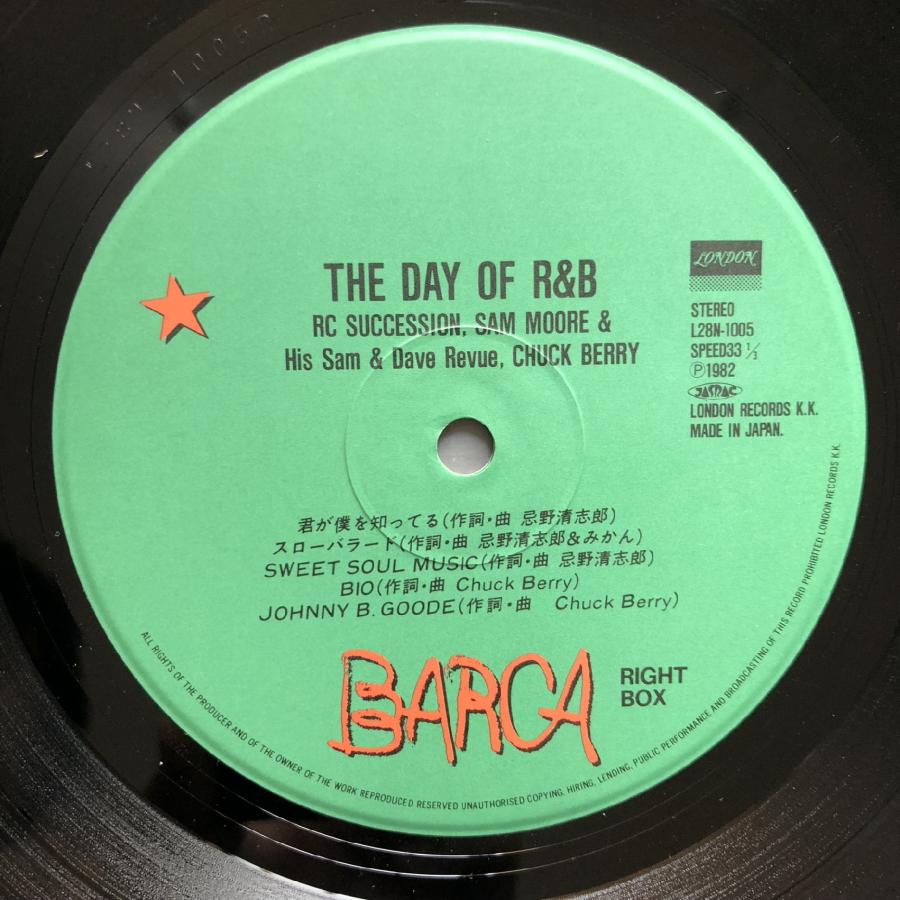 THE DAY OF R&B
RC SUCCESSION, SAM MOORE &
His Sam & Dave Revue, CHUCK BERRY
LONDON
STEREO
L28N-1005
SPEED33 1/3
Ⓟ1982
JASRAC
LONDON RECORDS K.K.
MADE IN JAPAN.
君が僕を知ってる(作詞・曲 忌野清志郎)
スローバラード(作詞・曲 忌野清志郎&みかん)
SWEET SOUL MUSIC(作詞・曲 忌野清志郎)
BIO(作詞・曲 Chuck Berry)
JOHNNY B. GOODE(作詞・曲 Chuck Berry)
BARCA
RIGHT
BOX
ALL RIGHTS OF THE PRODUCER AND OF THE OWNER OF THE WORK REPRODUCED RESERVED UNAUTHORISED COPYING, HIRING, LENDING, PUBLIC PERFORMANCE AND BROADCASTING OF THIS RECORD PROHIBITED LONDON RECORDS K.K.